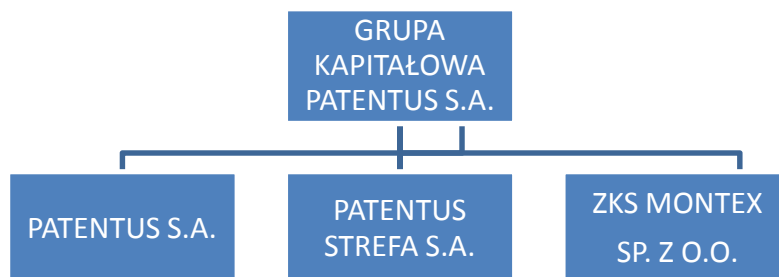 GRUPA
KAPITAŁOWA
PATENTUS S.A.
PATENTUS S.A.
PATENTUS
STREFA S.A.
ZKS MONTEX
SP. Z O.O.